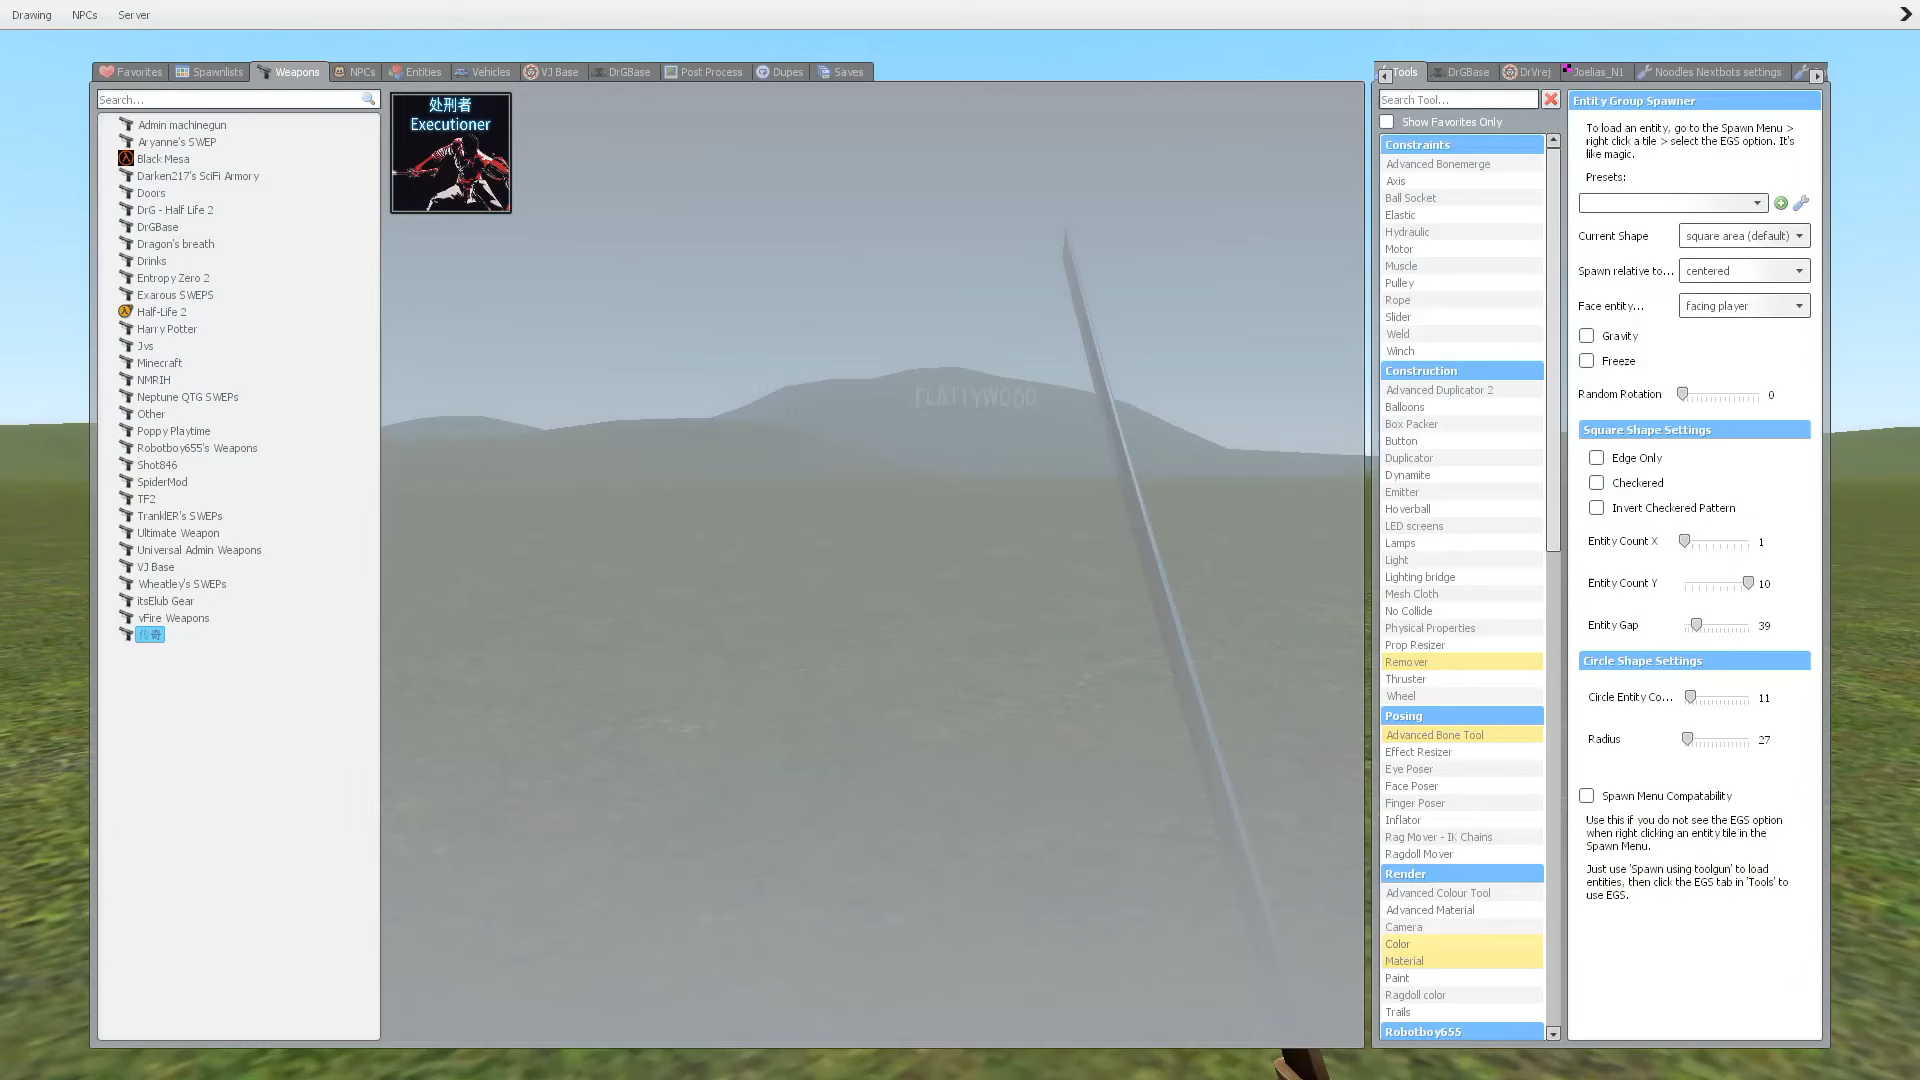 Drawing NPCs Server
Favorites Spawnlists Weapons NPCs Entities Vehicles VJ Base DrGBase Post Process Dupes Saves
Search...
Admin machinegun
Aryanne's SWEP
Black Mesa
Darken217's SciFi Armory
Doors
DrG - Half Life 2
DrGBase
Dragon's breath
Drinks
Entropy Zero 2
Exarous SWEPS
Half-Life 2
Harry Potter
Jvs
Minecraft
NMRIH
Neptune QTG SWEPs
Other
Poppy Playtime
Robotboy655's Weapons
Shot846
SpiderMod
TF2
TranklER's SWEPs
Ultimate Weapon
Universal Admin Weapons
VJ Base
Wheatley's SWEPs
itsElub Gear
vFire Weapons
传奇
处刑者
Executioner
FLATTYWOOD
Tools DrGBase DrVrej Joelias_N1 Noodles Nextbots settings
Search Tool...
Show Favorites Only
Constraints
Advanced Bonemerge
Axis
Ball Socket
Elastic
Hydraulic
Motor
Muscle
Pulley
Rope
Slider
Weld
Winch
Construction
Advanced Duplicator 2
Balloons
Box Packer
Button
Duplicator
Dynamite
Emitter
Hoverball
LED screens
Lamps
Light
Lighting bridge
Mesh Cloth
No Collide
Physical Properties
Prop Resizer
Remover
Thruster
Wheel
Posing
Advanced Bone Tool
Effect Resizer
Eye Poser
Face Poser
Finger Poser
Inflator
Rag Mover - IK Chains
Ragdoll Mover
Render
Advanced Colour Tool
Advanced Material
Camera
Color
Material
Paint
Ragdoll color
Trails
Robotboy655
Entity Group Spawner
To load an entity, go to the Spawn Menu >
right click a tile > select the EGS option. It's
like magic.
Presets:
Current Shape square area (default)
Spawn relative to... centered
Face entity... facing player
Gravity
Freeze
Random Rotation 0
Square Shape Settings
Edge Only
Checkered
Invert Checkered Pattern
Entity Count X 1
Entity Count Y 10
Entity Gap 39
Circle Shape Settings
Circle Entity Co... 11
Radius 27
Spawn Menu Compatability
Use this if you do not see the EGS option
when right clicking an entity tile in the
Spawn Menu.
Just use 'Spawn using toolgun' to load
entities, then click the EGS tab in 'Tools' to
use EGS.